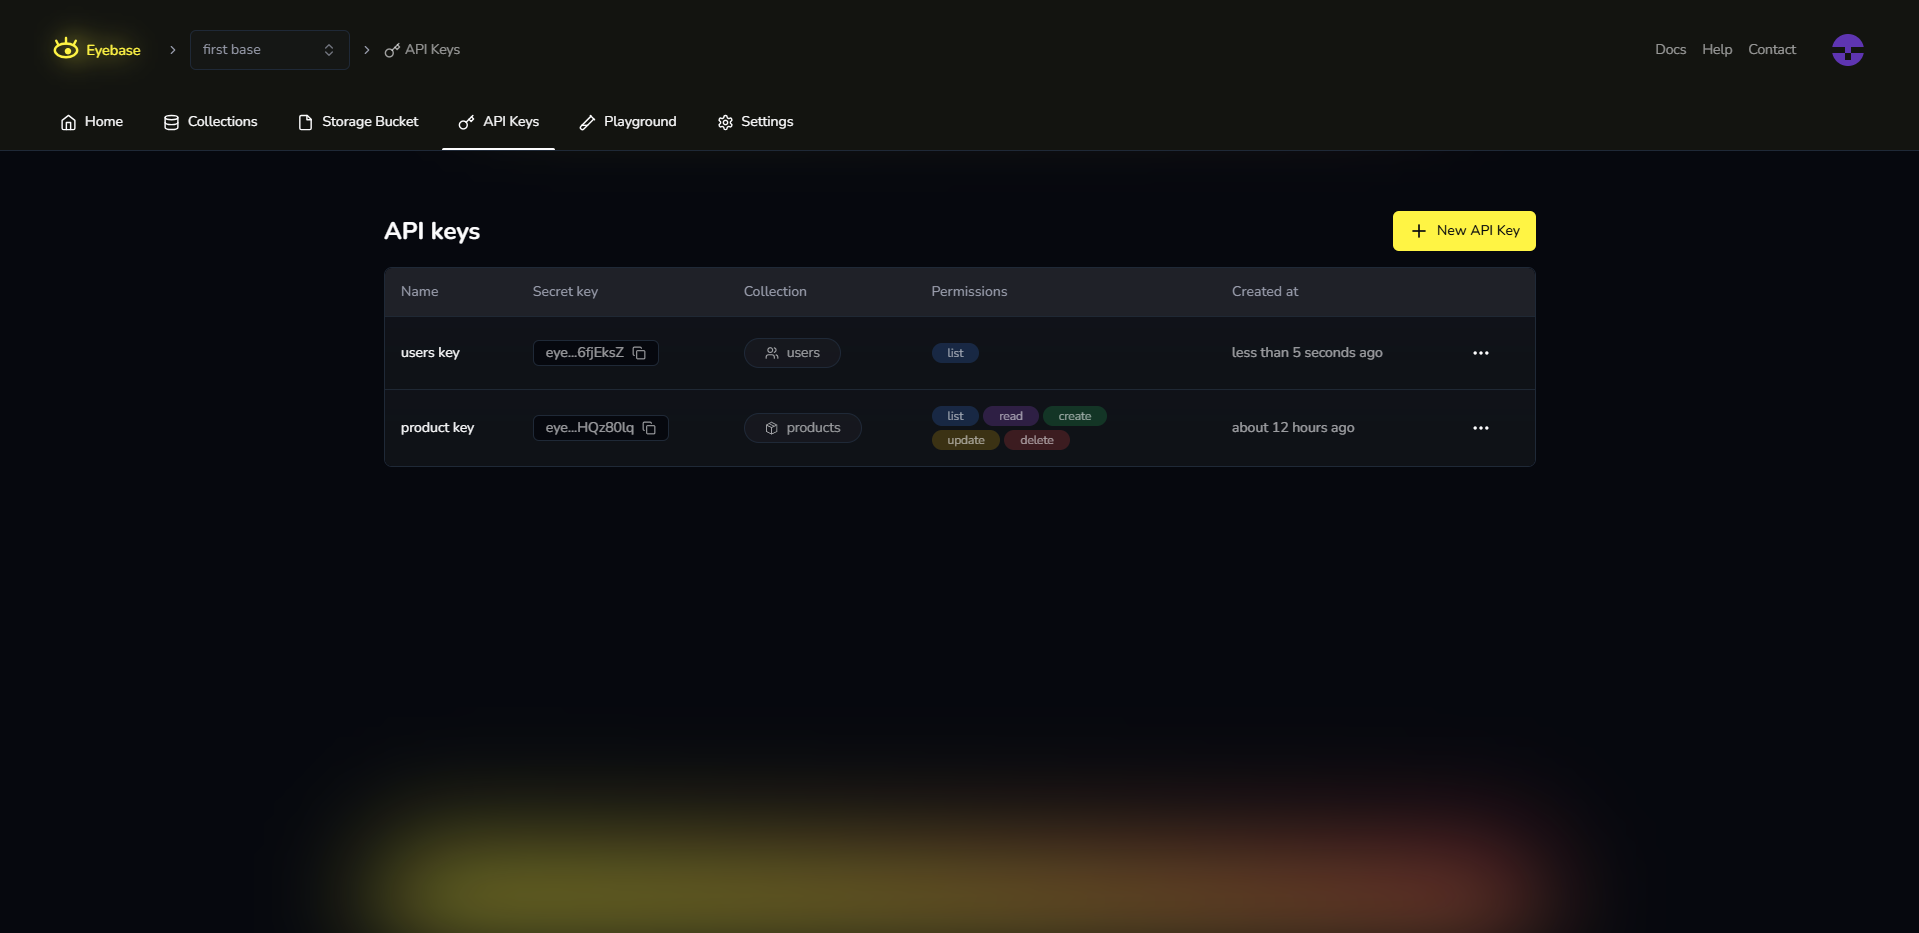 Eyebase
first base
API Keys
Docs Help Contact
Home Collections Storage Bucket API Keys Playground Settings
API keys
New API Key
Name Secret key Collection Permissions Created at
users key eye...6fjEksZ users list less than 5 seconds ago
product key eye...HQz80lq products list read create about 12 hours ago
update delete